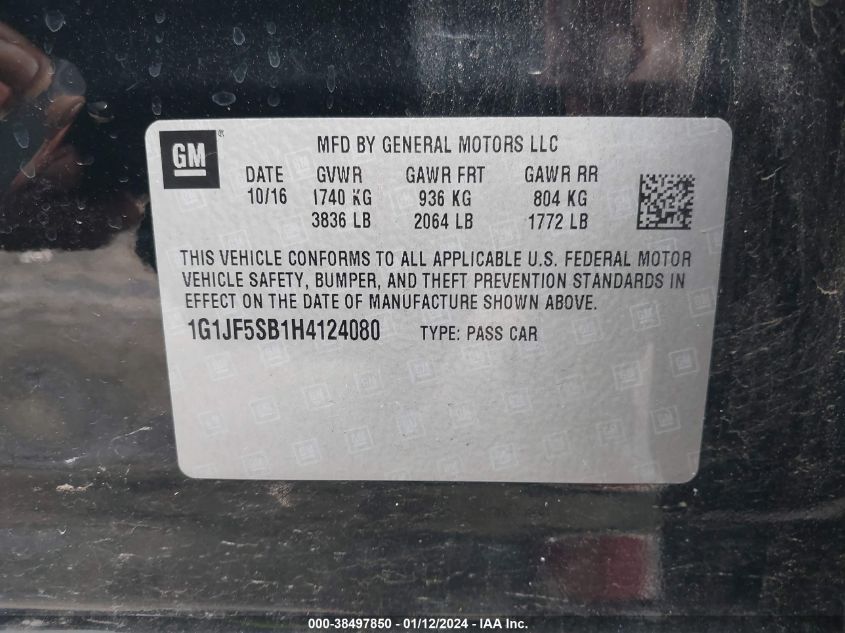 GM®
MFD BY GENERAL MOTORS LLC
DATE GVWR GAWR FRT GAWR RR
10/16 1740 KG 936 KG 804 KG
3836 LB 2064 LB 1772 LB
THIS VEHICLE CONFORMS TO ALL APPLICABLE U.S. FEDERAL MOTOR
VEHICLE SAFETY, BUMPER, AND THEFT PREVENTION STANDARDS IN
EFFECT ON THE DATE OF MANUFACTURE SHOWN ABOVE.
1G1JF5SB1H4124080 TYPE: PASS CAR
000-38497850 - 01/12/2024 - IAA Inc.